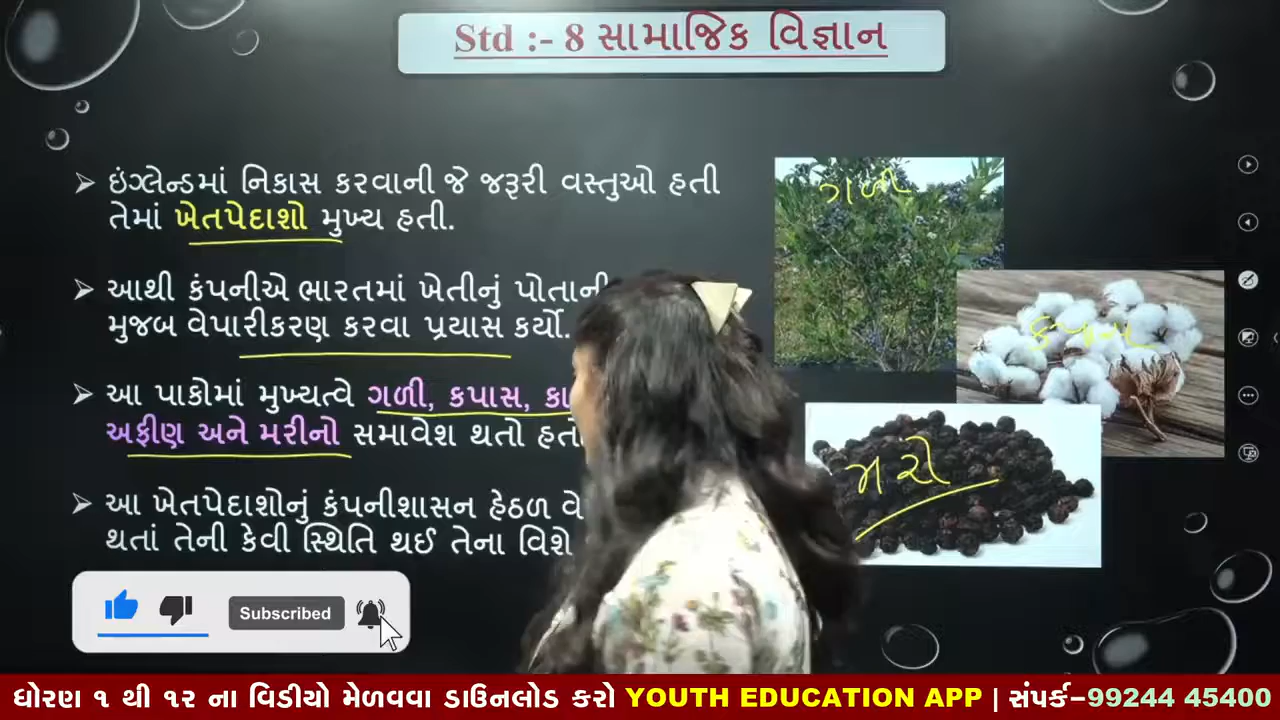 Std :- 8 સામાજિક વિજ્ઞાન
ઇંગ્લેન્ડમાં નિકાસ કરવાની જે જરૂરી વસ્તુઓ હતી
તેમાં ખેતપેદાશો મુખ્ય હતી.
આથી કંપનીએ ભારતમાં ખેતીનું
મુજબ વેપારીકરણ કરવા પ્રયાસ કર્યો.
આ પાકોમાં મુખ્યત્વે ગળી, કપાસ,
અફીણ અને મરીનો સમાવેશ થતો
આ ખેતપેદાશોનું કંપનીશાસન હેઠળ
થતાં તેની કેવી સ્થિતિ થઈ તેના વિશે
ગળી
કપાસ
મરી
Subscribed
ધોરણ ૧ થી ૧૨ ના વિડીયો મેળવવા ડાઉનલોડ કરો YOUTH EDUCATION APP | સંપર્ક-99244 45400